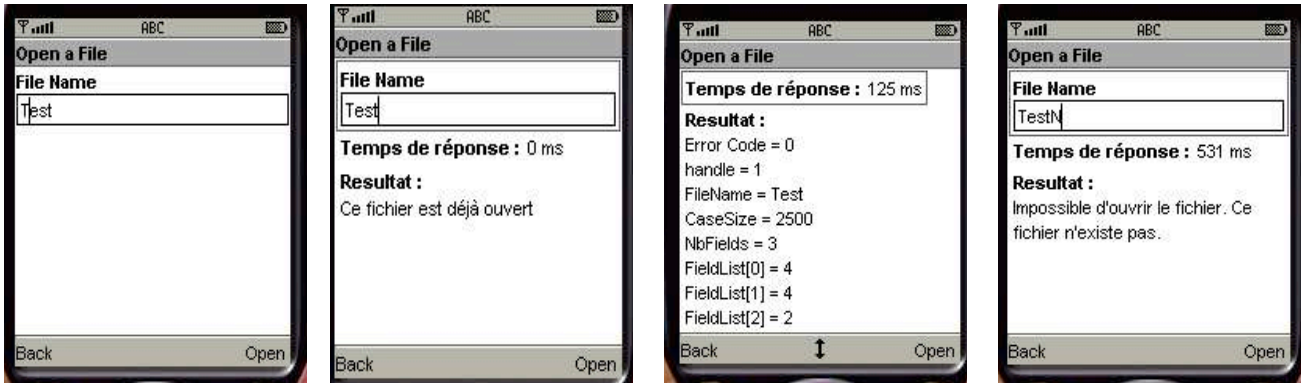 ABC
Open a File
File Name
Test
Back Open
ABC
Open a File
File Name
Test
Temps de réponse : 0 ms
Resultat :
Ce fichier est déjà ouvert
Back Open
ABC
Open a File
Temps de réponse : 125 ms
Resultat :
Error Code = 0
handle = 1
FileName = Test
CaseSize = 2500
NbFields = 3
FieldList[0] = 4
FieldList[1] = 4
FieldList[2] = 2
Back Open
ABC
Open a File
File Name
TestN
Temps de réponse : 531 ms
Resultat :
Impossible d'ouvrir le fichier. Ce
fichier n'existe pas.
Back Open